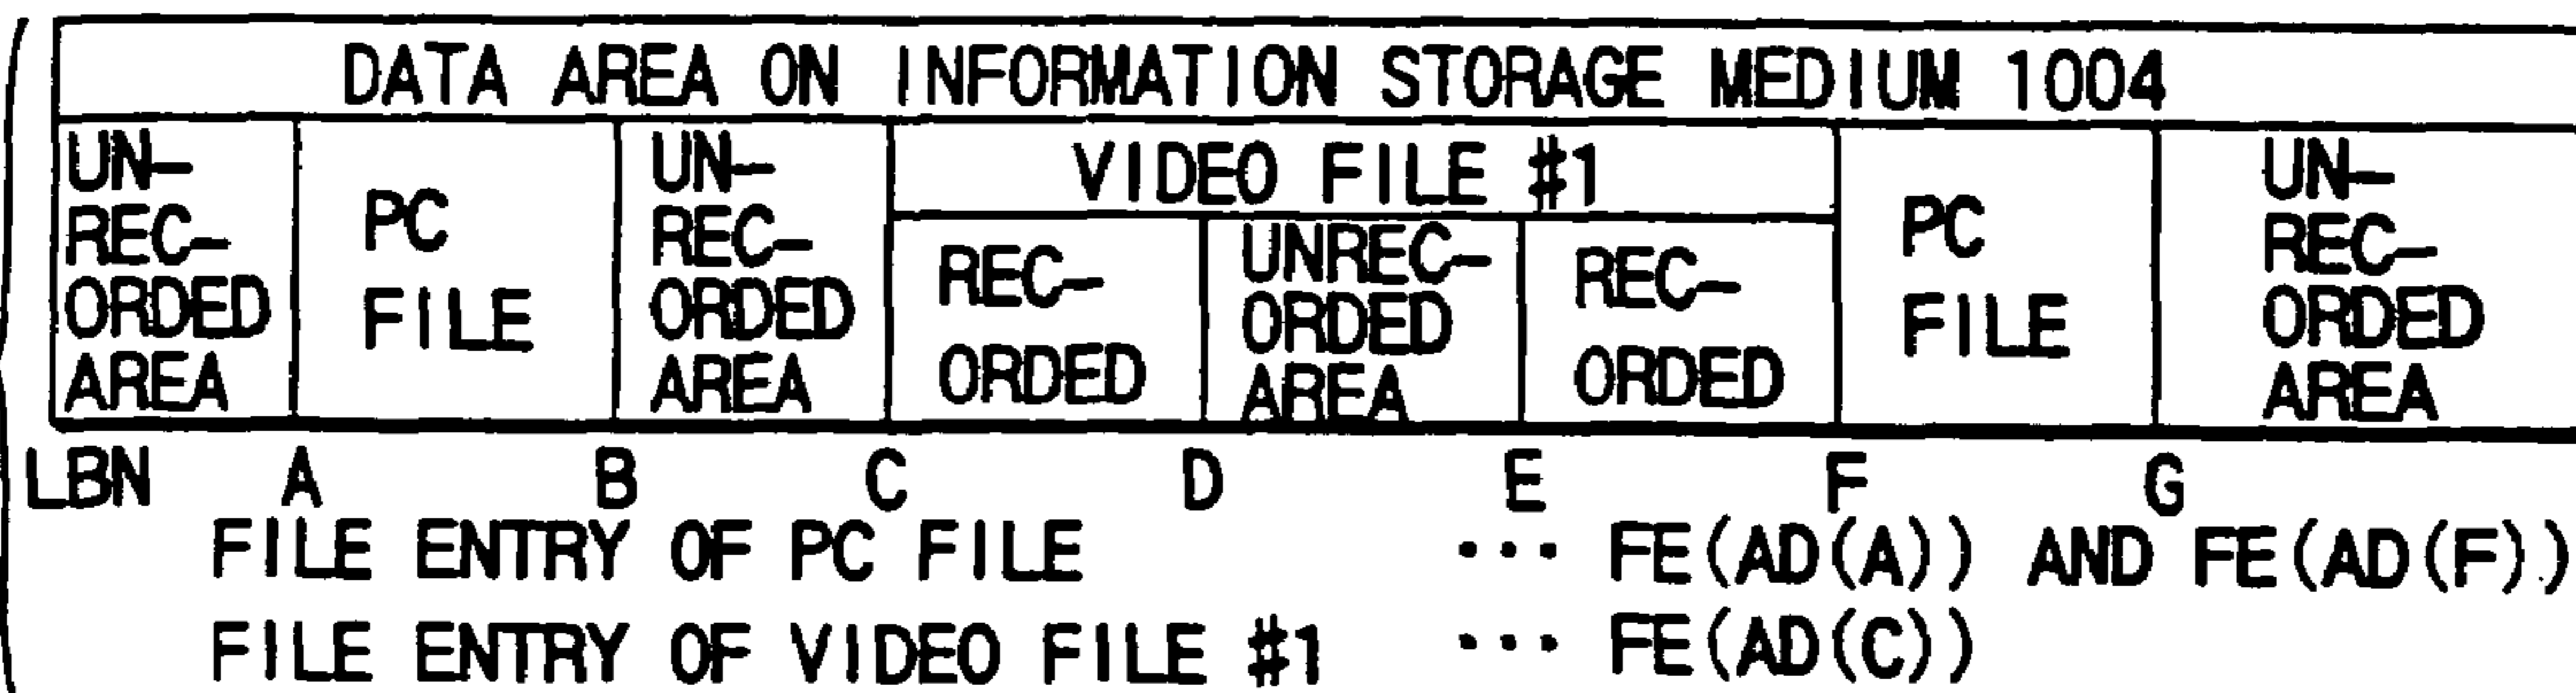 DATA AREA ON INFORMATION STORAGE MEDIUM 1004
UN-
REC-
ORDED
AREA
PC
FILE
UN-
REC-
ORDED
AREA
VIDEO FILE #1
REC-
ORDED
UNREC-
ORDED
AREA
REC-
ORDED
PC
FILE
UN-
REC-
ORDED
AREA
LBN A B C D E F G
FILE ENTRY OF PC FILE ··· FE(AD(A)) AND FE(AD(F))
FILE ENTRY OF VIDEO FILE #1 ··· FE(AD(C))